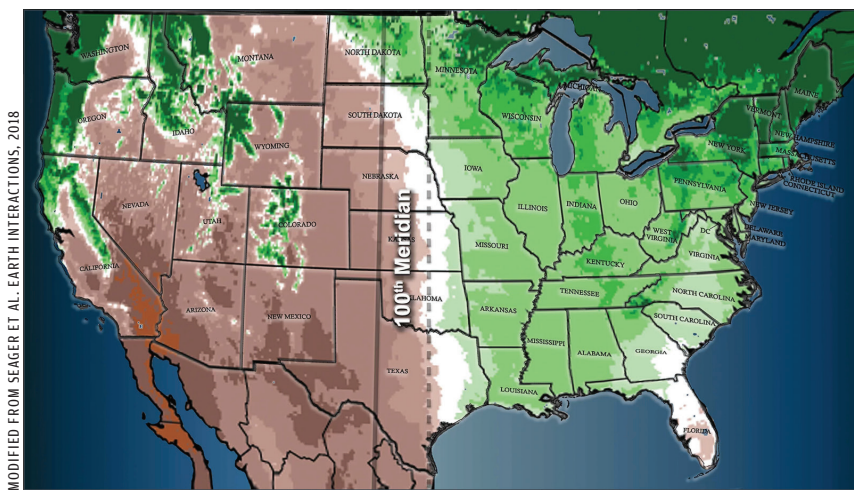 MODIFIED FROM SEAGER ET AL. EARTH INTERACTIONS, 2018
WASHINGTON
MONTANA
NORTH DAKOTA
MINNESOTA
MICHIGAN
MAINE
OREGON
IDAHO
WYOMING
SOUTH DAKOTA
WISCONSIN
VERMONT
NEW YORK
NEW HAMPSHIRE
MASSACHUSETTS
RHODE ISLAND
CONNECTICUT
NEVADA
UTAH
COLORADO
NEBRASKA
IOWA
ILLINOIS
INDIANA
OHIO
PENNSYLVANIA
NEW JERSEY
DELAWARE
MARYLAND
DC
WEST
VIRGINIA
VIRGINIA
CALIFORNIA
100th Meridian
MISSOURI
KENTUCKY
ARIZONA
NEW MEXICO
ARKANSAS
TENNESSEE
NORTH CAROLINA
SOUTH CAROLINA
TEXAS
MISSISSIPPI
ALABAMA
GEORGIA
LOUISIANA
FLORIDA